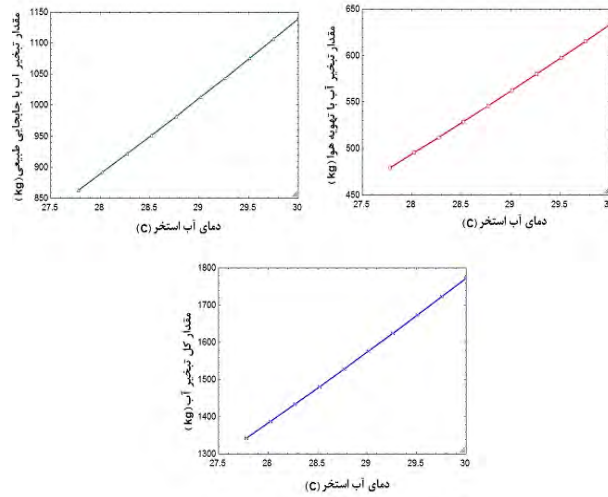 مقدار تبخیر آب با جابجایی طبیعی (kg)
1150
1100
1050
1000
950
900
850
27.5 28 28.5 29 29.5 30
دمای آب استخر (C)
مقدار تبخیر آب با تهویه هوا (kg)
650
600
550
500
450
27.5 28 28.5 29 29.5 30
دمای آب استخر (C)
مقدار کل تبخیر آب (kg)
1800
1700
1600
1500
1400
1300
27.5 28 28.5 29 29.5 30
دمای آب استخر (C)